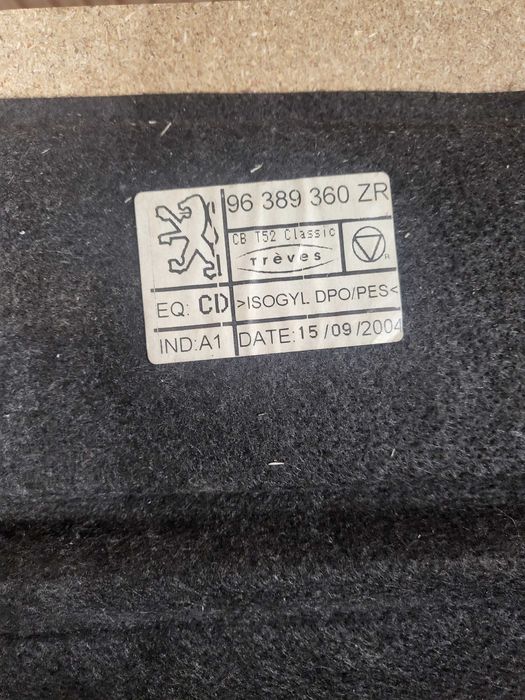 96 389 360 ZR
CB T52 Classic
Trèves
R
EQ: CD >ISOGYL DPO/PES<
IND:A1 DATE: 15/09/2004